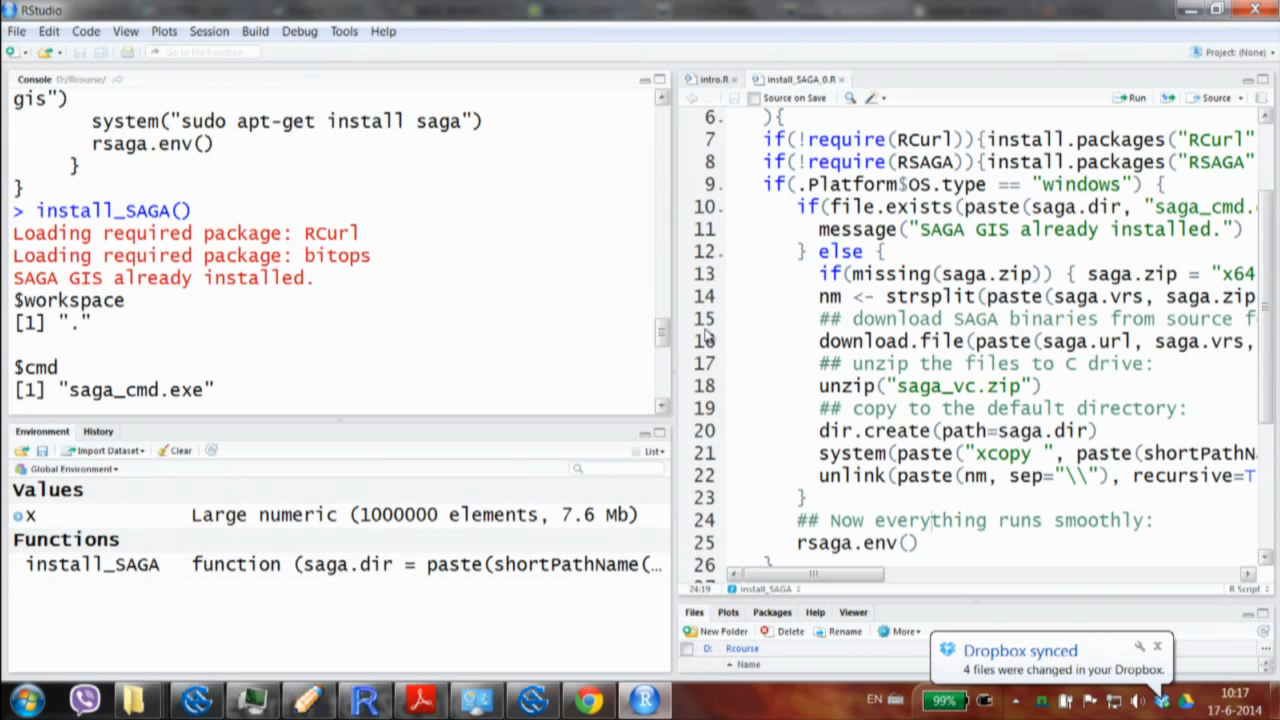 RStudio
File Edit Code View Plots Session Build Debug Tools Help
Go to file/function
Project: (None)
Console D:/Rcourse/
gis")
system("sudo apt-get install saga")
rsaga.env()
}
}
> install_SAGA()
Loading required package: RCurl
Loading required package: bitops
SAGA GIS already installed.
$workspace
[1] "."
$cmd
[1] "saga_cmd.exe"
Environment History
Import Dataset Clear List
Global Environment
Values
x Large numeric (1000000 elements, 7.6 Mb)
Functions
install_SAGA function (saga.dir = paste(shortPathName(…
intro.R install_SAGA_0.R
Source on Save Run Source
6 ){
7 if(!require(RCurl)){install.packages("RCurl"
8 if(!require(RSAGA)){install.packages("RSAGA"
9 if(.Platform$OS.type == "windows") {
10 if(file.exists(paste(saga.dir, "saga_cmd.
11 message("SAGA GIS already installed.")
12 } else {
13 if(missing(saga.zip)) { saga.zip = "x64
14 nm <- strsplit(paste(saga.vrs, saga.zip
15 ## download SAGA binaries from source f
16 download.file(paste(saga.url, saga.vrs,
17 ## unzip the files to C drive:
18 unzip("saga_vc.zip")
19 ## copy to the default directory:
20 dir.create(path=saga.dir)
21 system(paste("xcopy ", paste(shortPathN
22 unlink(paste(nm, sep="\\"), recursive=T
23 }
24 ## Now everything runs smoothly:
25 rsaga.env()
26 }
24:19 install_SAGA R Script
Files Plots Packages Help Viewer
New Folder Delete Rename More
D: Rcourse
Name
Dropbox synced
4 files were changed in your Dropbox.
EN 99% 10:17
17-6-2014